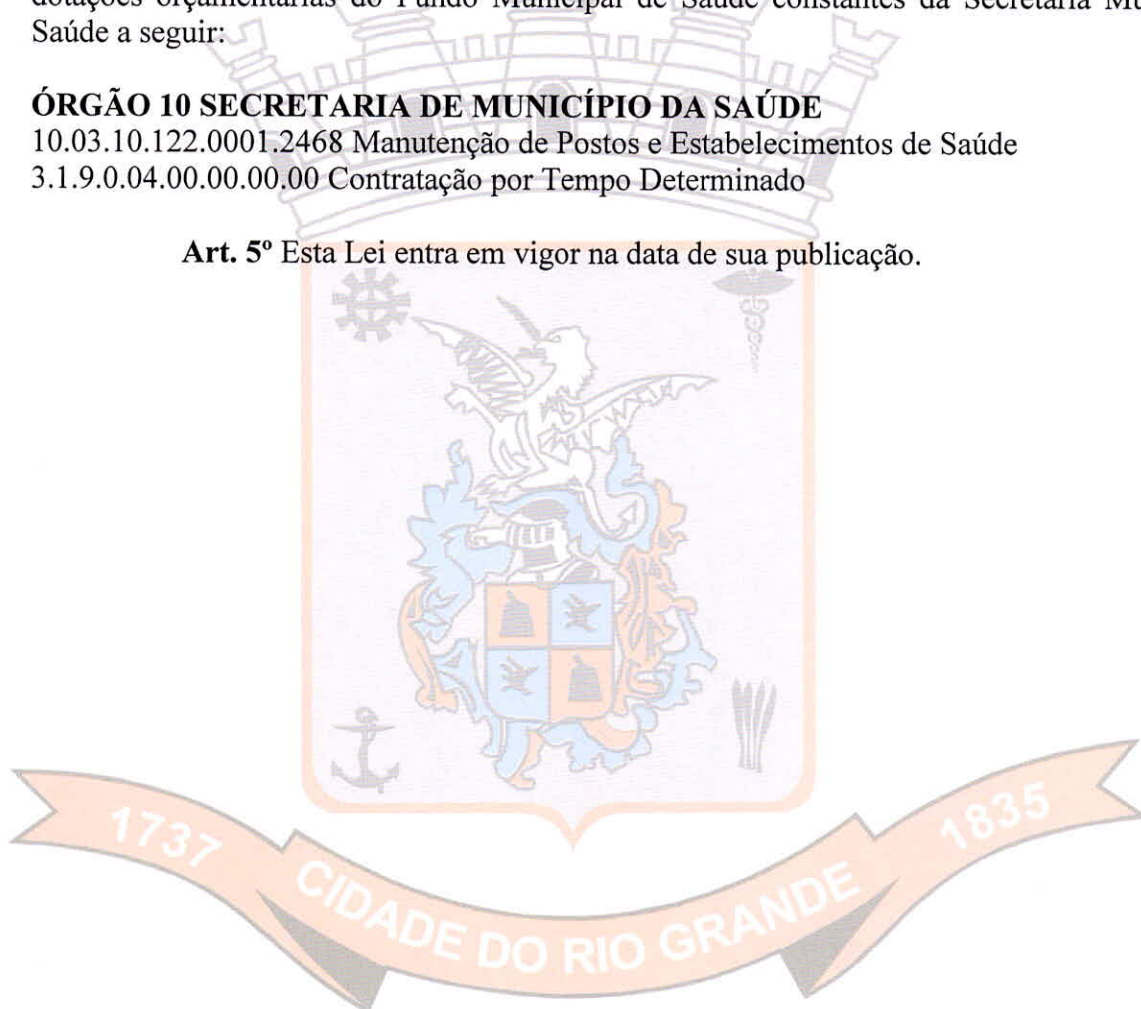 dotações orçamentárias do Fundo Municipal de Saúde constantes da Secretaria
Saúde a seguir:
ÓRGÃO 10 SECRETARIA DE MUNICÍPIO DA SAÚDE
10.03.10.122.0001.2468 Manutenção de Postos e Estabelecimentos de Saúde
3.1.9.0.04.00.00.00.00 Contratação por Tempo Determinado
Art. 5º Esta Lei entra em vigor na data de sua publicação.
1737 CIDADE DO RIO GRANDE 1835